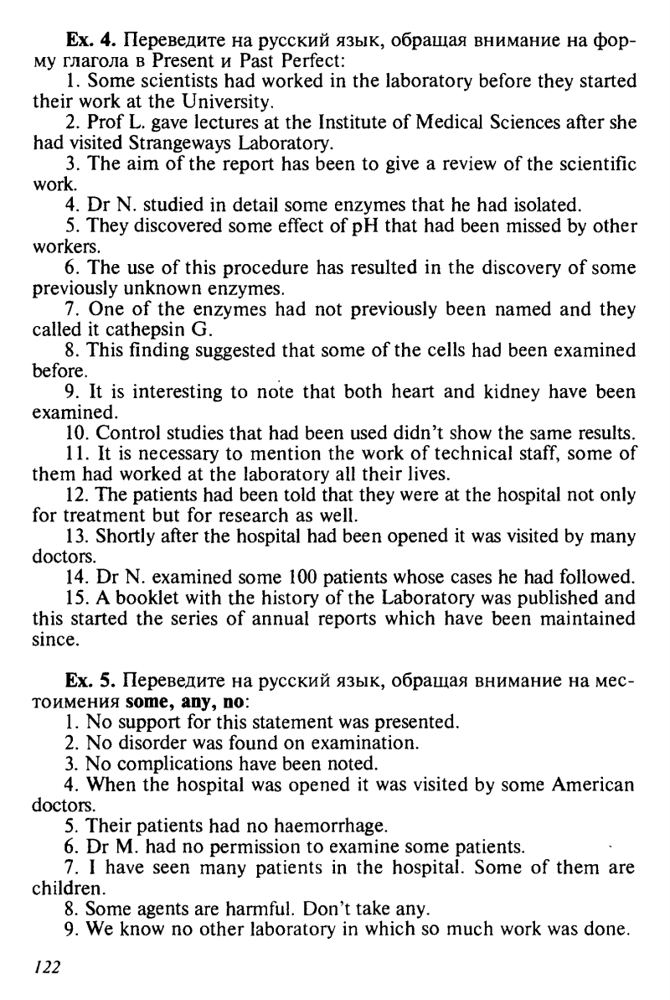 Ex. 4. Переведите на русский язык, обращая внимание на фор-
му глагола в Present и Past Perfect:
1. Some scientists had worked in the laboratory before they started
their work at the University.
2. Prof L. gave lectures at the Institute of Medical Sciences after she
had visited Strangeways Laboratory.
3. The aim of the report has been to give a review of the scientific
work.
4. Dr N. studied in detail some enzymes that he had isolated.
5. They discovered some effect of pH that had been missed by other
workers.
6. The use of this procedure has resulted in the discovery of some
previously unknown enzymes.
7. One of the enzymes had not previously been named and they
called it cathepsin G.
8. This finding suggested that some of the cells had been examined
before.
9. It is interesting to note that both heart and kidney have been
examined.
10. Control studies that had been used didn't show the same results.
11. It is necessary to mention the work of technical staff, some of
them had worked at the laboratory all their lives.
12. The patients had been told that they were at the hospital not only
for treatment but for research as well.
13. Shortly after the hospital had been opened it was visited by many
doctors.
14. Dr N. examined some 100 patients whose cases he had followed.
15. A booklet with the history of the Laboratory was published and
this started the series of annual reports which have been maintained
since.
Ex. 5. Переведите на русский язык, обращая внимание на мес-
тоимения some, any, no:
1. No support for this statement was presented.
2. No disorder was found on examination.
3. No complications have been noted.
4. When the hospital was opened it was visited by some American
doctors.
5. Their patients had no haemorrhage.
6. Dr M. had no permission to examine some patients.
7. I have seen many patients in the hospital. Some of them are
children.
8. Some agents are harmful. Don't take any.
9. We know no other laboratory in which so much work was done.
122